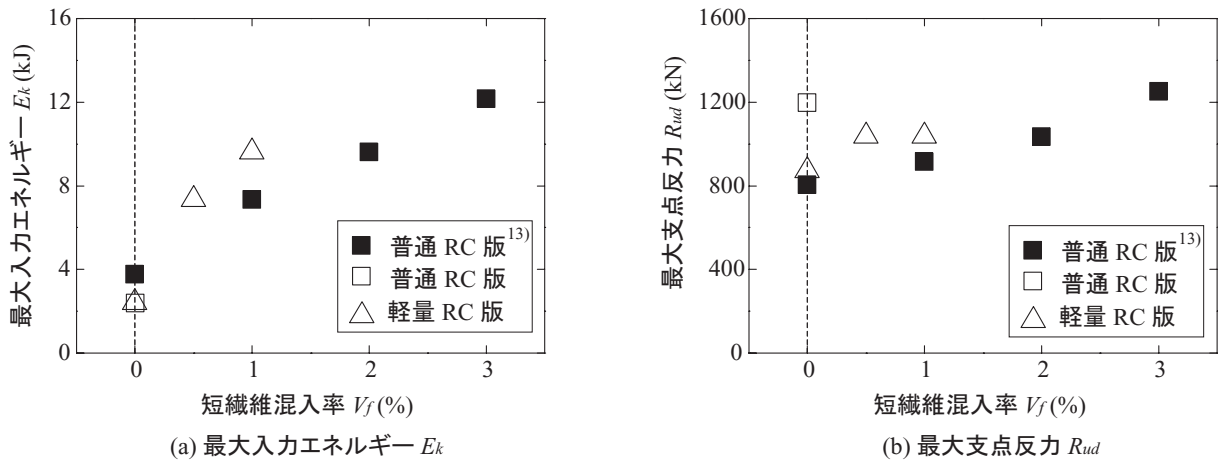 最大入力エネルギー Ek (kJ)
16
12
8
4
0
普通 RC 版13)
普通 RC 版
軽量 RC 版
0 1 2 3
短繊維混入率 Vf (%)
(a) 最大入力エネルギー Ek
最大支点反力 Rud (kN)
1600
1200
800
400
0
普通 RC 版13)
普通 RC 版
軽量 RC 版
0 1 2 3
短繊維混入率 Vf (%)
(b) 最大支点反力 Rud